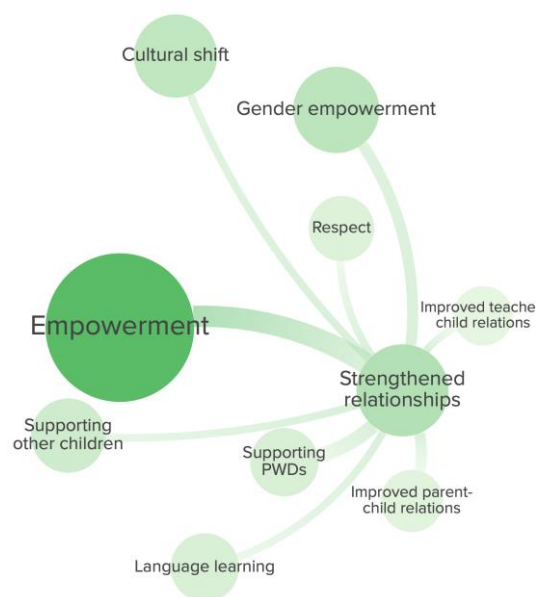 Cultural shift
Gender empowerment
Respect
Empowerment
Improved teache
child relations
Strengthened
relationships
Supporting
other children
Supporting
PWDs
Improved parent-
child relations
Language learning